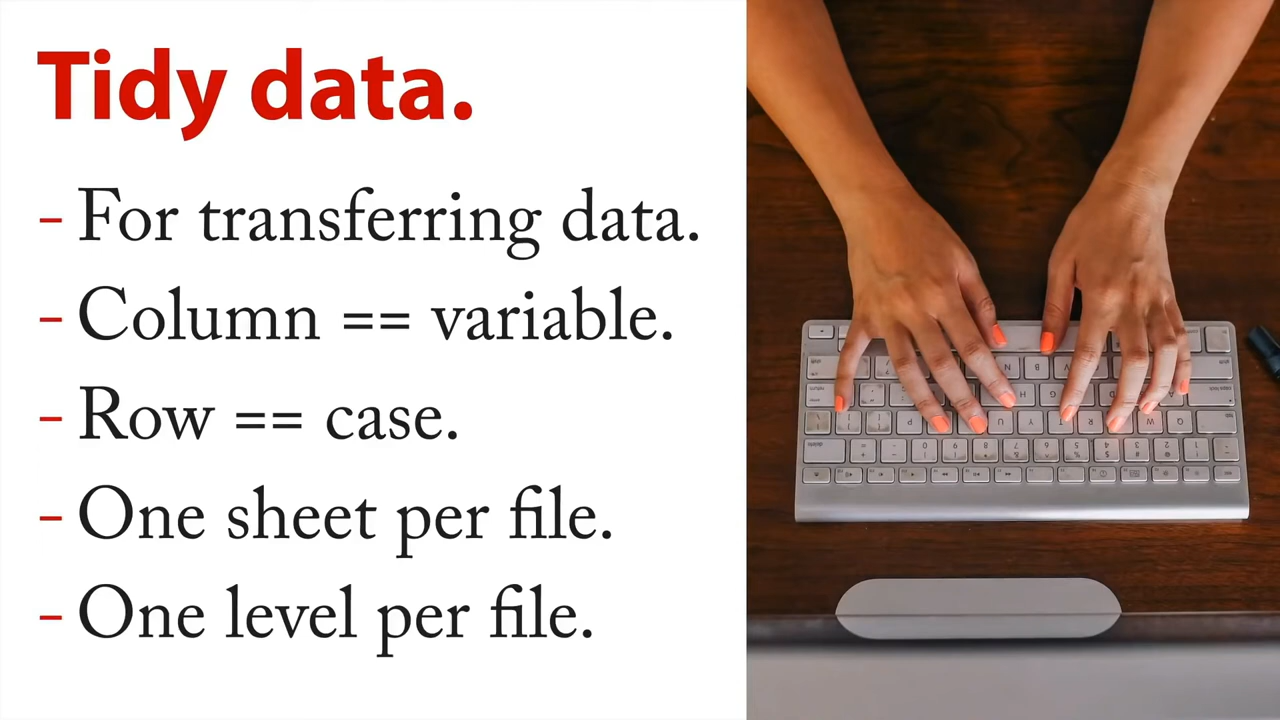 Tidy data.
- For transferring data.
- Column == variable.
- Row == case.
- One sheet per file.
- One level per file.